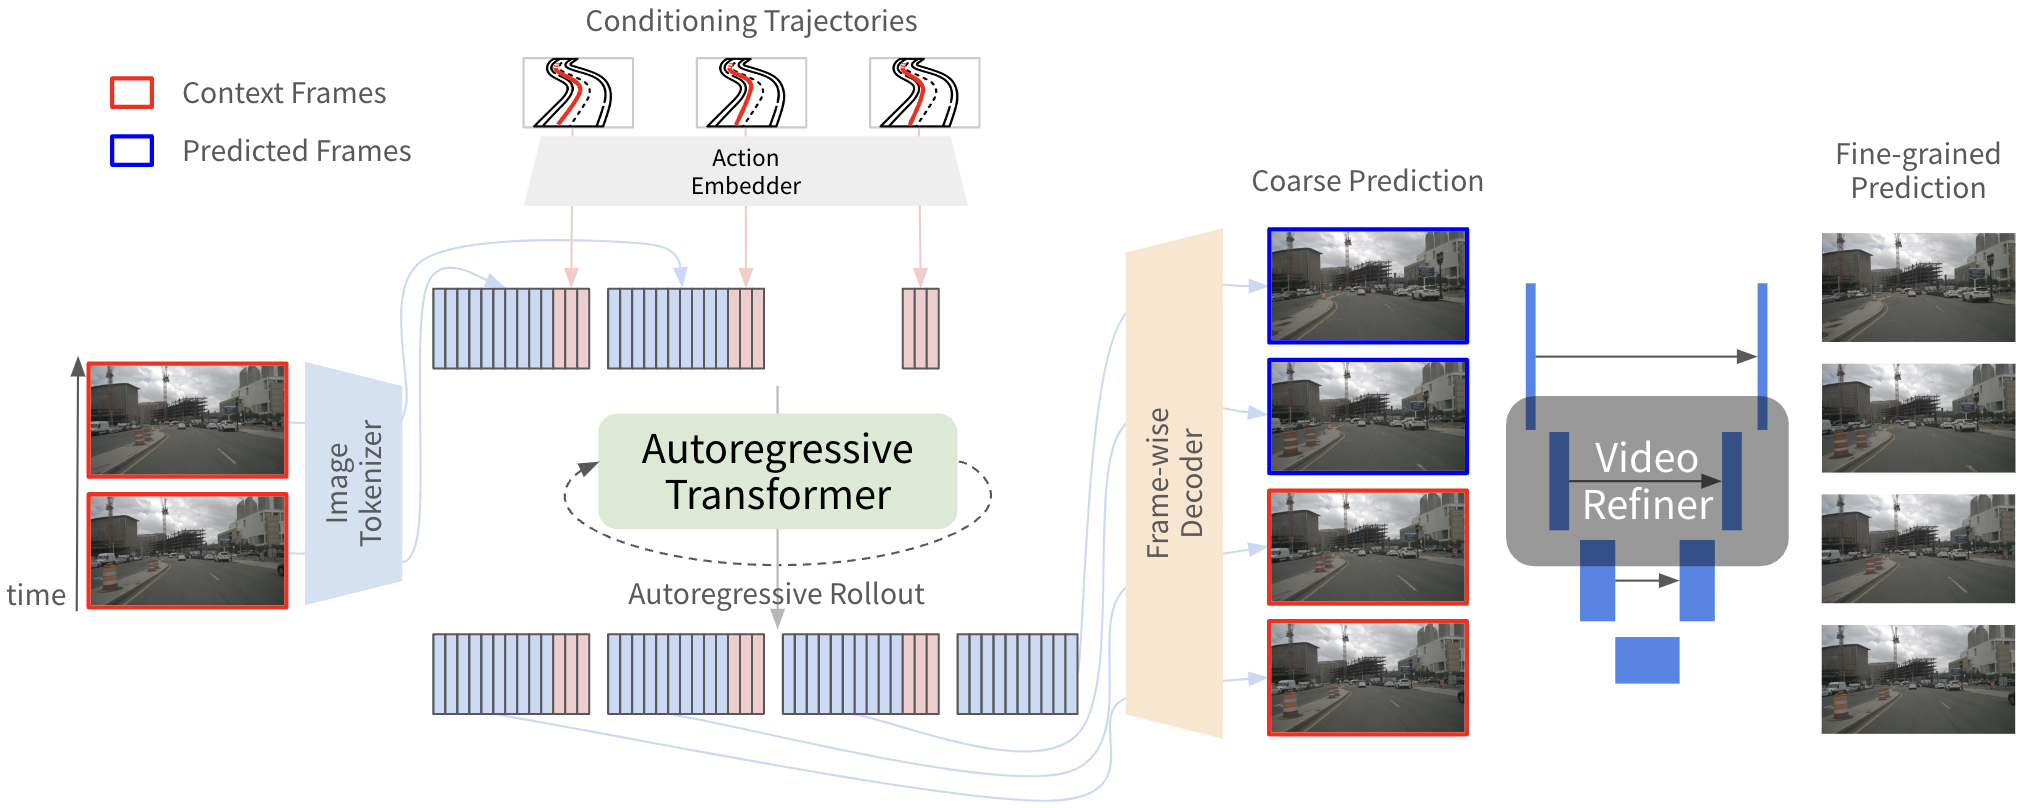 Conditioning Trajectories
Context Frames
Predicted Frames
Action
Embedder
Coarse Prediction
Fine-grained
Prediction
time
Image
Tokenizer
Autoregressive
Transformer
Autoregressive Rollout
Frame-wise
Decoder
Video
Refiner